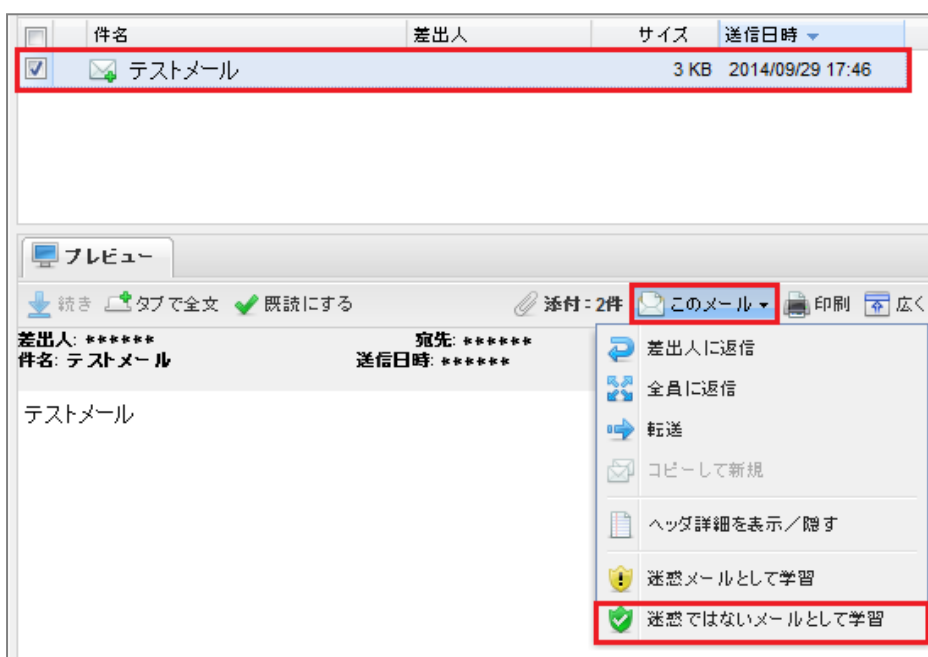 件名 差出人 サイズ 送信日時
テストメール 3 KB 2014/09/29 17:46
プレビュー
続き タブで全文 既読にする 添付:2件 このメール 印刷 広く
差出人: ****** 宛先: ******
件名: テストメール 送信日時: ******
テストメール
差出人に返信
全員に返信
転送
コピーして新規
ヘッダ詳細を表示/隠す
迷惑メールとして学習
迷惑ではないメールとして学習